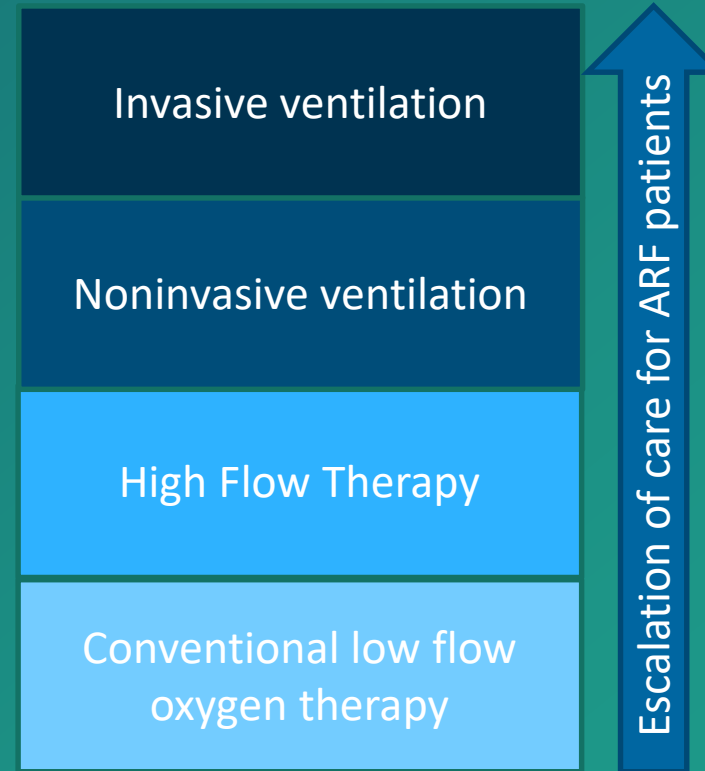 Invasive ventilation
Noninvasive ventilation
High Flow Therapy
Conventional low flow
oxygen therapy
Escalation of care for ARF patients